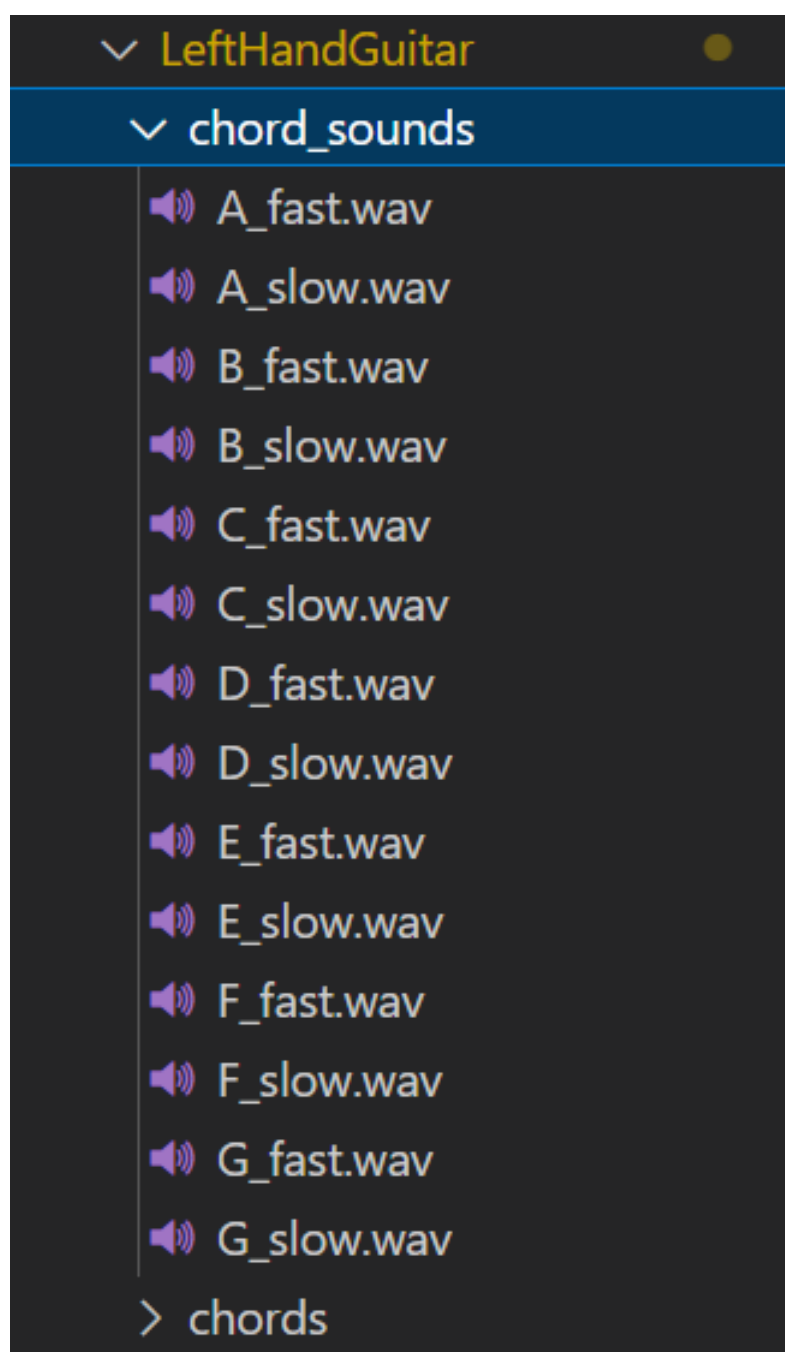 LeftHandGuitar
chord_sounds
A_fast.wav
A_slow.wav
B_fast.wav
B_slow.wav
C_fast.wav
C_slow.wav
D_fast.wav
D_slow.wav
E_fast.wav
E_slow.wav
F_fast.wav
F_slow.wav
G_fast.wav
G_slow.wav
chords